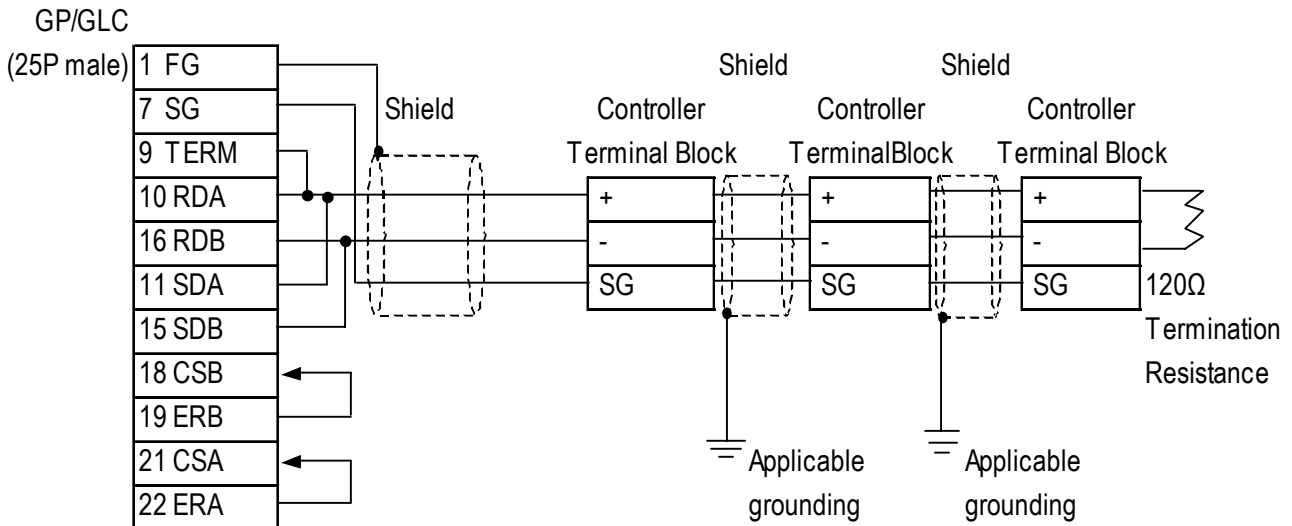 GP/GLC
(25P male)
1 FG
7 SG
9 TERM
10 RDA
16 RDB
11 SDA
15 SDB
18 CSB
19 ERB
21 CSA
22 ERA
Shield
Shield
Shield
Controller
Terminal Block
+
-
SG
Controller
TerminalBlock
+
-
SG
Controller
Terminal Block
+
-
SG
120Ω
Termination
Resistance
Applicable
grounding
Applicable
grounding